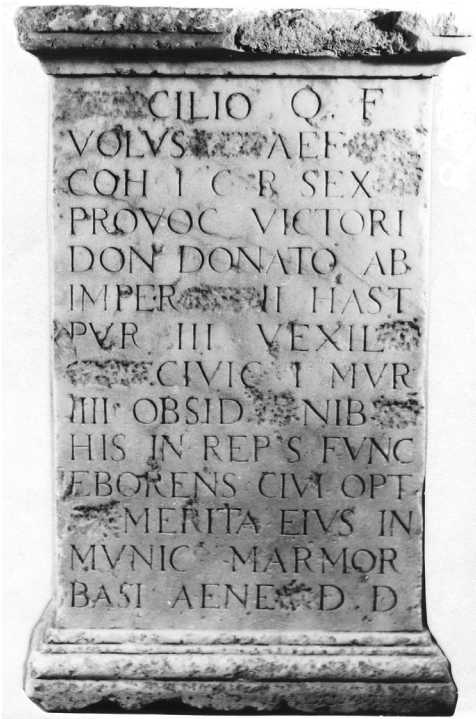 CILIO Q F
VOLVS AEF
COH I C R SEX
PROVOC VICTORI
DON DONATO AB
IMPER II HAST
PVR III VEXIL
CIVIC I MVR
IIII OBSID NIB
HIS IN REP S FVNC
EBORENS CIVI OPT
MERITA EIVS IN
MVNIC MARMOR
BASI AENE D D